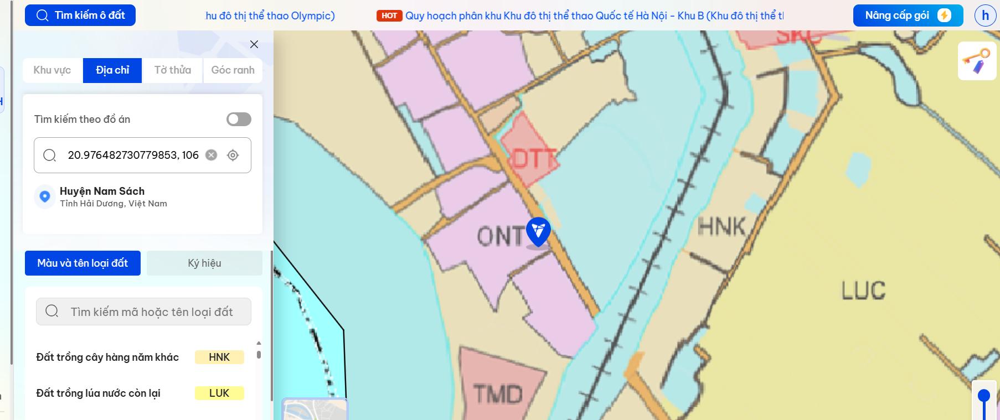 Tìm kiếm ô đất
hu đô thị thể thao Olympic)
HOT Quy hoạch phân khu Khu đô thị thể thao Quốc tế Hà Nội - Khu B (Khu đô thị thể
Nâng cấp gói
h
Khu vực
Địa chỉ
Tờ thửa
Góc ranh
Tìm kiếm theo đồ án
20.976482730779853, 106
Huyện Nam Sách
Tỉnh Hải Dương, Việt Nam
Màu và tên loại đất
Ký hiệu
Tìm kiếm mã hoặc tên loại đất
Đất trồng cây hàng năm khác
HNK
Đất trồng lúa nước còn lại
LUK
SKC
DTT
ONT
HNK
LUC
TMD